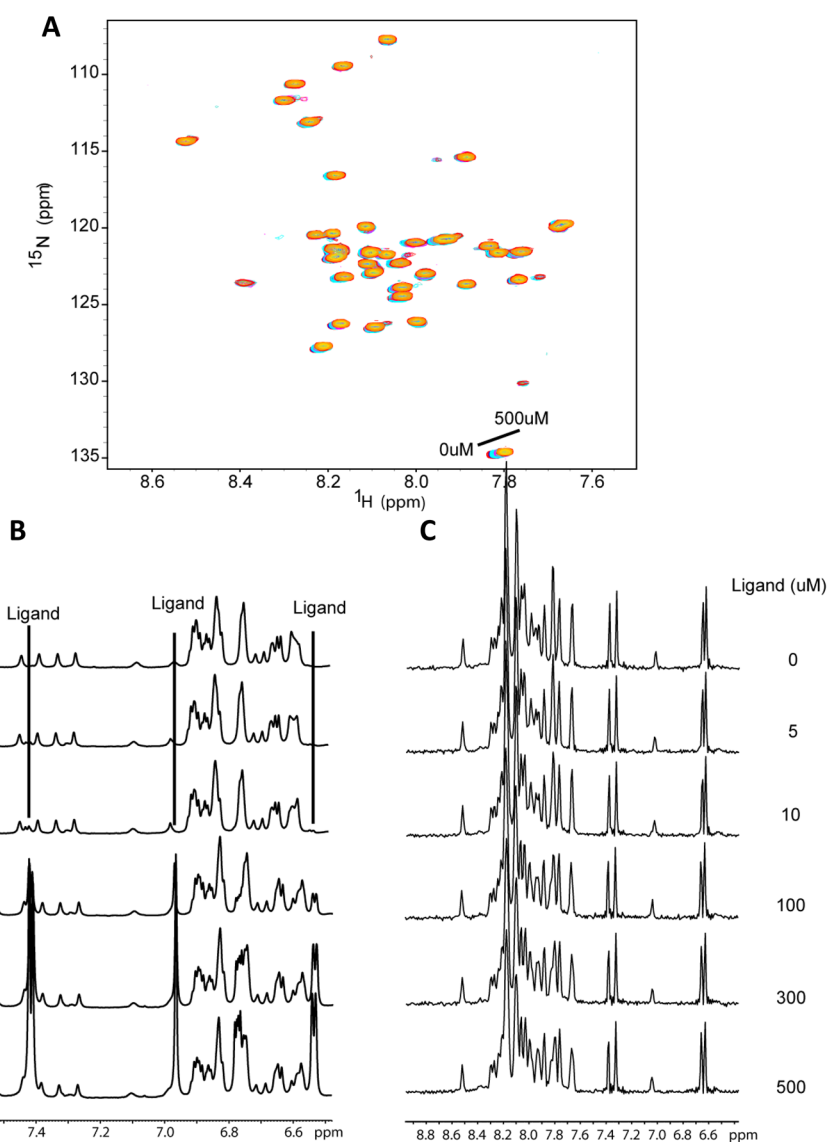 A
110
115
120
125
130
135
15N (ppm)
500uM
0uM
8.6 8.4 8.2 8.0 7.8 7.6
1H (ppm)
B
C
Ligand Ligand Ligand
Ligand (uM)
0
5
10
100
300
500
7.4 7.2 7.0 6.8 6.6 ppm
8.8 8.6 8.4 8.2 8.0 7.8 7.6 7.4 7.2 7.0 6.8 6.6 ppm